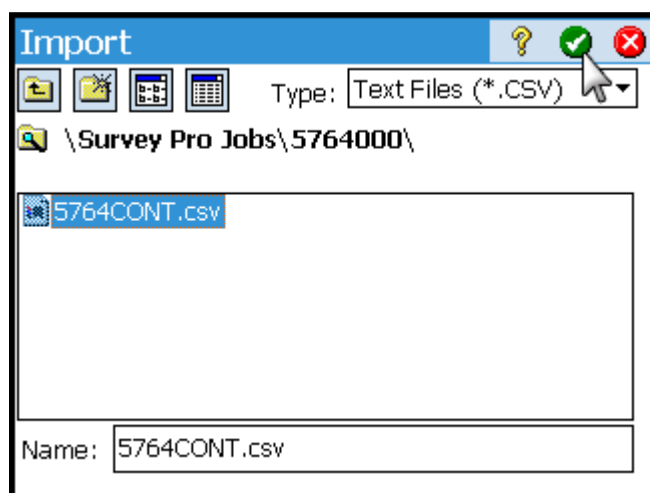 Import
Type: Text Files (*.CSV)
\Survey Pro Jobs\5764000\
5764CONT.csv
Name: 5764CONT.csv